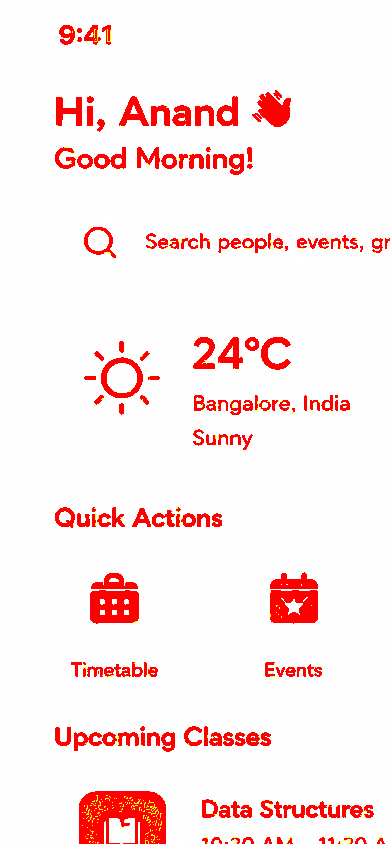 9:41
Hi, Anand 👋
Good Morning!
Search people, events, gr
24°C
Bangalore, India
Sunny
Quick Actions
Timetable Events
Upcoming Classes
Data Structures